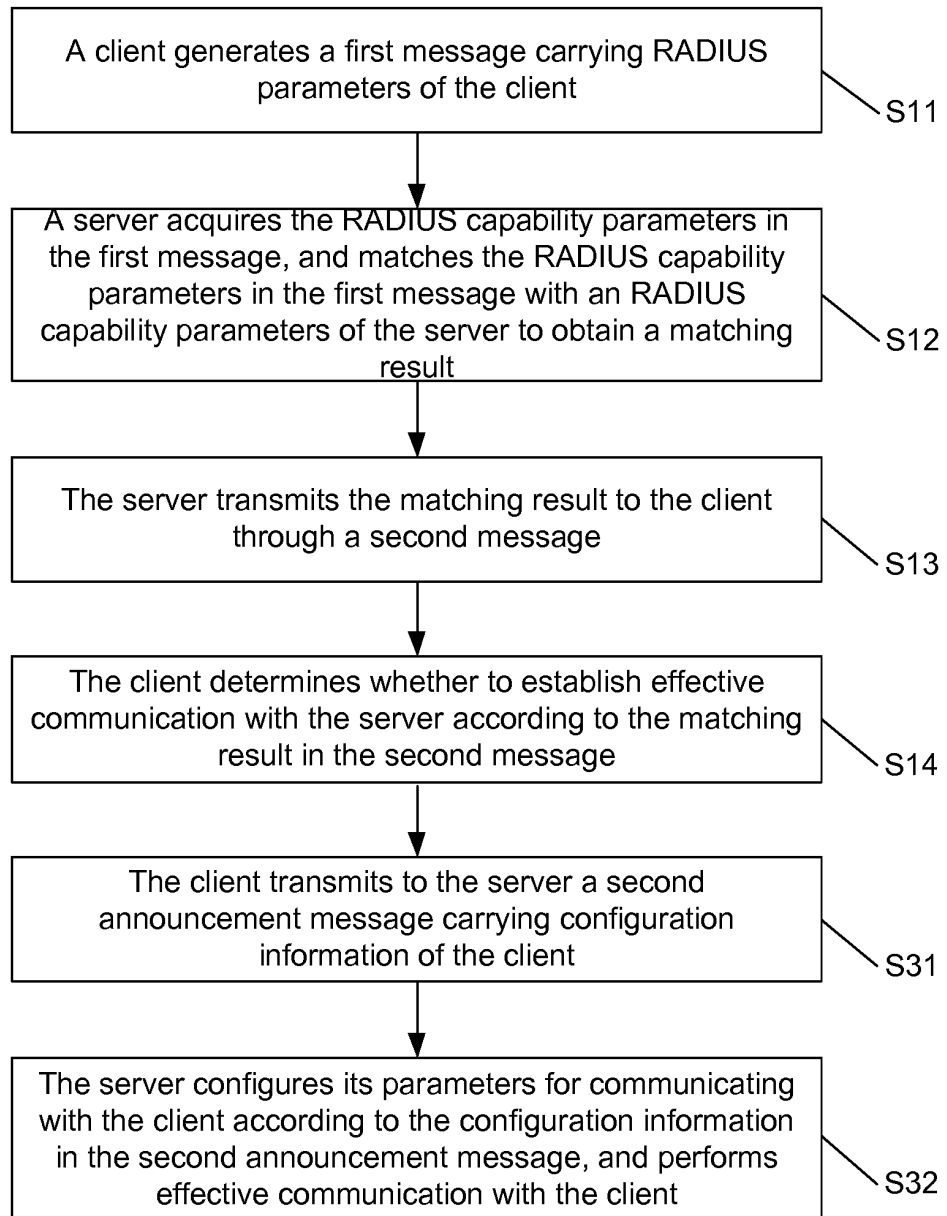 A client generates a first message carrying RADIUS
parameters of the client
S11
A server acquires the RADIUS capability parameters in
the first message, and matches the RADIUS capability
parameters in the first message with an RADIUS
capability parameters of the server to obtain a matching
result
S12
The server transmits the matching result to the client
through a second message
S13
The client determines whether to establish effective
communication with the server according to the matching
result in the second message
S14
The client transmits to the server a second
announcement message carrying configuration
information of the client
S31
The server configures its parameters for communicating
with the client according to the configuration information
in the second announcement message, and performs
effective communication with the client
S32